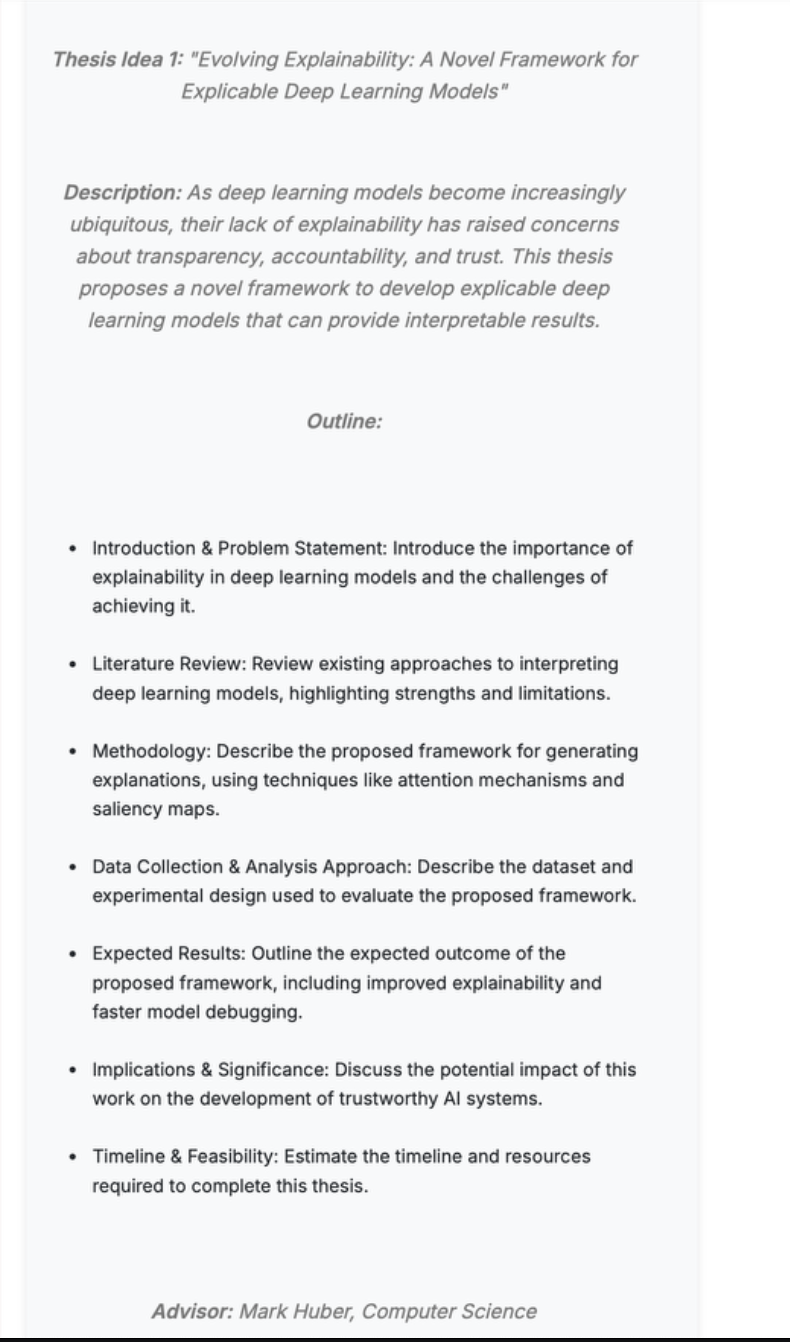 Thesis Idea 1: "Evolving Explainability: A Novel Framework for
Explicable Deep Learning Models"
Description: As deep learning models become increasingly
ubiquitous, their lack of explainability has raised concerns
about transparency, accountability, and trust. This thesis
proposes a novel framework to develop explicable deep
learning models that can provide interpretable results.
Outline:
• Introduction & Problem Statement: Introduce the importance of
explainability in deep learning models and the challenges of
achieving it.
• Literature Review: Review existing approaches to interpreting
deep learning models, highlighting strengths and limitations.
• Methodology: Describe the proposed framework for generating
explanations, using techniques like attention mechanisms and
saliency maps.
• Data Collection & Analysis Approach: Describe the dataset and
experimental design used to evaluate the proposed framework.
• Expected Results: Outline the expected outcome of the
proposed framework, including improved explainability and
faster model debugging.
• Implications & Significance: Discuss the potential impact of this
work on the development of trustworthy AI systems.
• Timeline & Feasibility: Estimate the timeline and resources
required to complete this thesis.
Advisor: Mark Huber, Computer Science